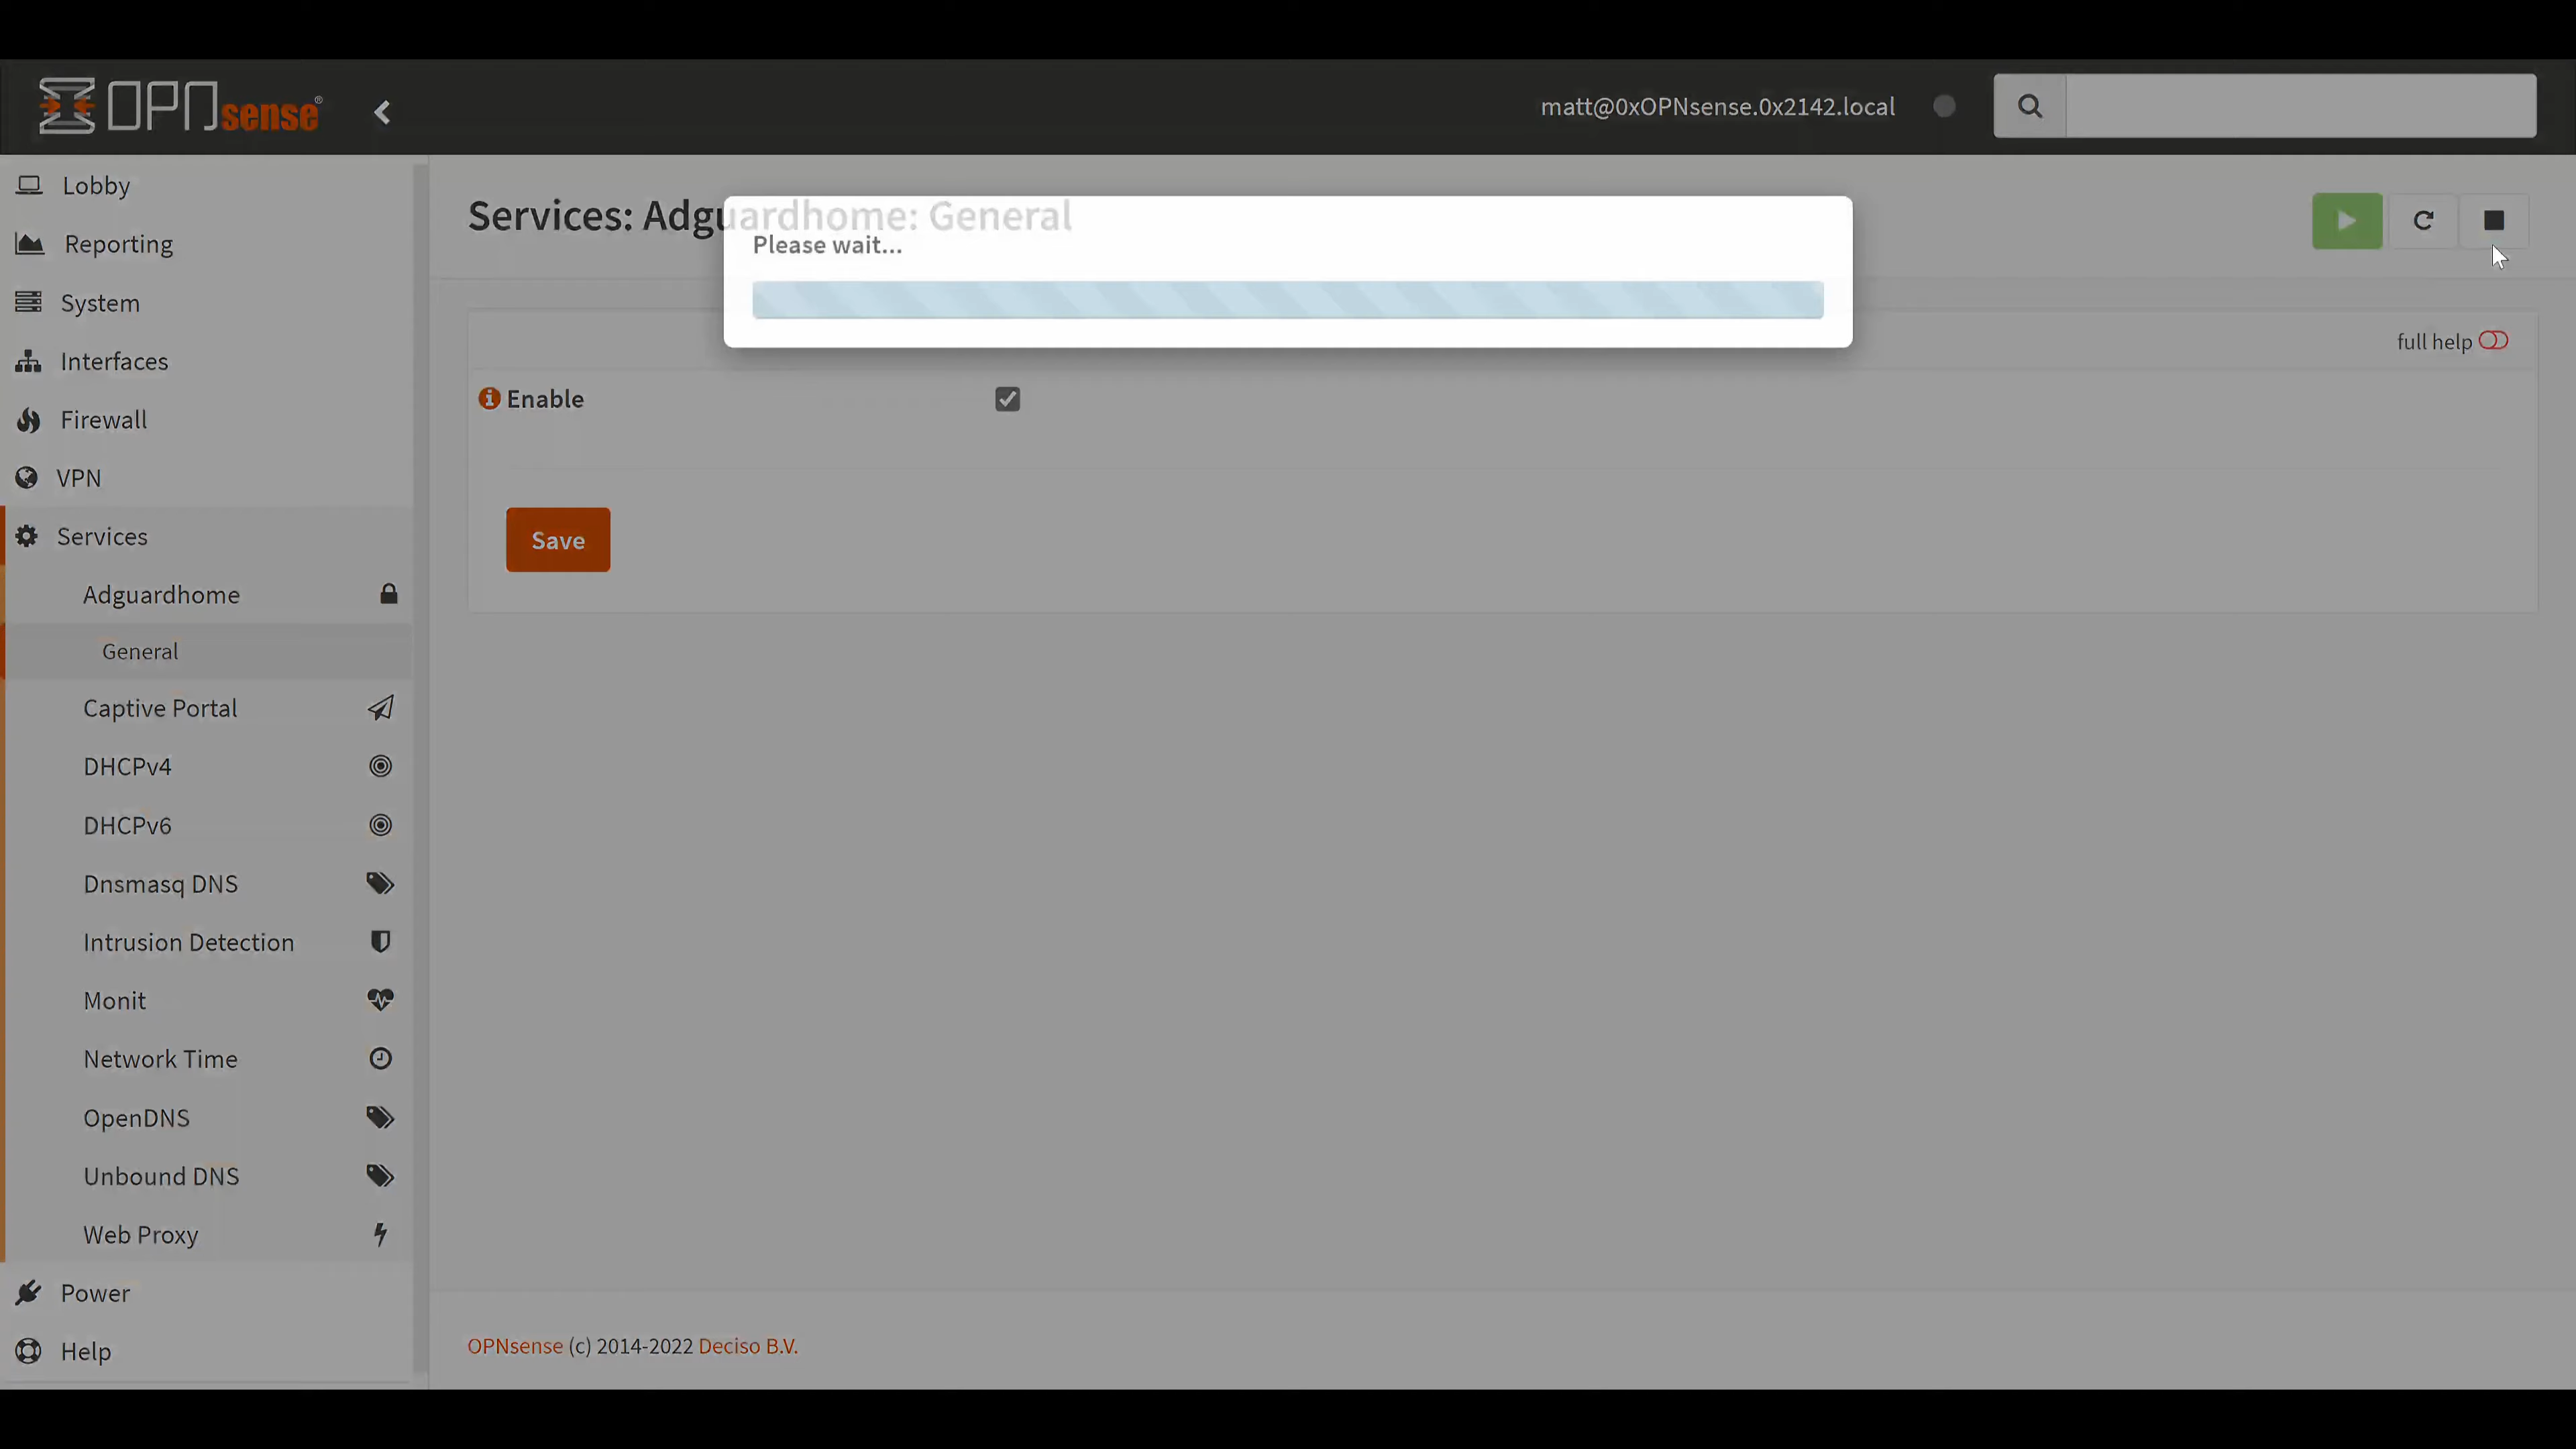 OPNsense®
matt@0xOPNsense.0x2142.local
Lobby
Reporting
System
Interfaces
Firewall
VPN
Services
Adguardhome
General
Captive Portal
DHCPv4
DHCPv6
Dnsmasq DNS
Intrusion Detection
Monit
Network Time
OpenDNS
Unbound DNS
Web Proxy
Power
Help
Services: Adguardhome: General
Please wait...
full help
Enable
Save
OPNsense (c) 2014-2022 Deciso B.V.